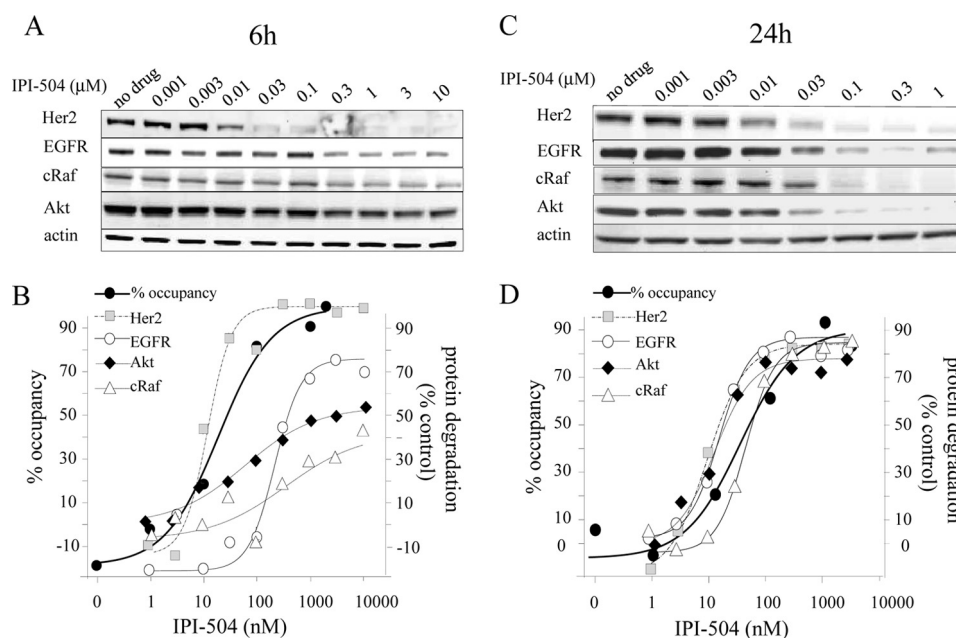 A
6h
IPI-504 (μM)
no drug 0.001 0.003 0.01 0.03 0.1 0.3 1 3 10
Her2
EGFR
cRaf
Akt
actin
C
24h
IPI-504 (μM)
no drug 0.001 0.003 0.01 0.03 0.1 0.3 1
Her2
EGFR
cRaf
Akt
actin
B
% occupancy
Her2
EGFR
Akt
cRaf
% occupancy
90
70
50
30
10
-10
90
70
50
30
10
-10
protein degradation
(% control)
0 1 10 100 1000 10000
IPI-504 (nM)
D
% occupancy
Her2
EGFR
Akt
cRaf
% occupancy
90
70
50
30
10
0
90
70
50
30
10
0
protein degradation
(% control)
0 1 10 100 1000 10000
IPI-504 (nM)